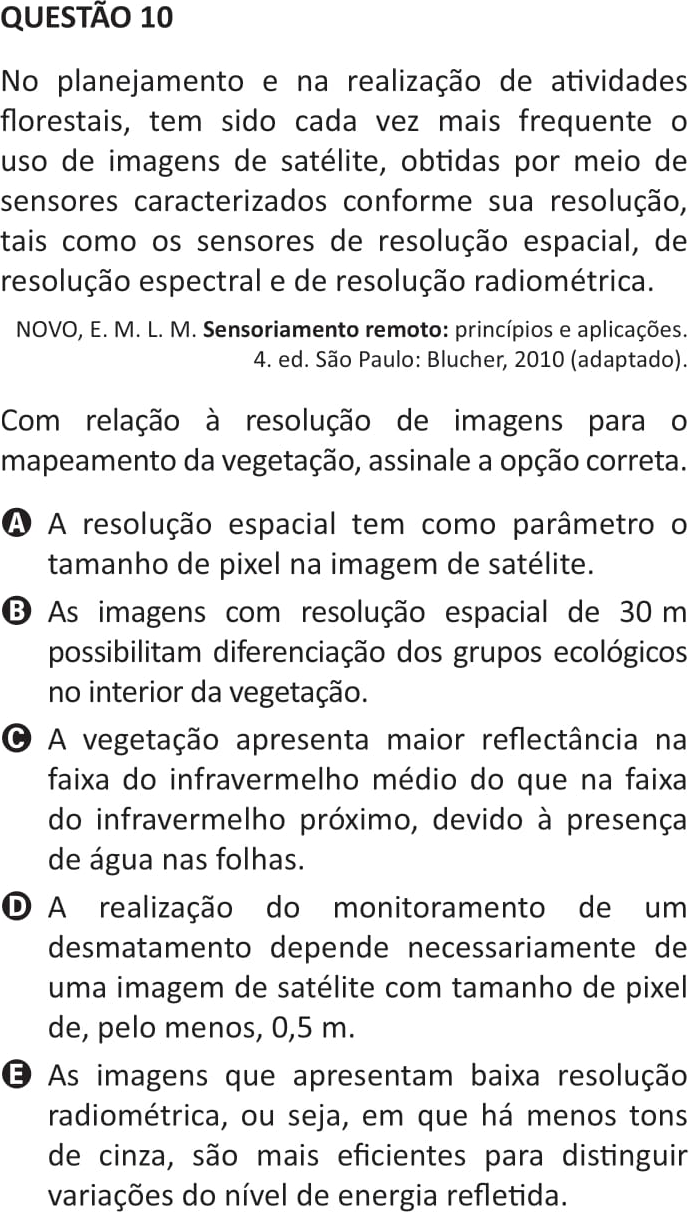 QUESTÃO 10
No planejamento e na realização de atividades
florestais, tem sido cada vez mais frequente o
uso de imagens de satélite, obtidas por meio de
sensores caracterizados conforme sua resolução,
tais como os sensores de resolução espacial, de
resolução espectral e de resolução radiométrica.
NOVO, E. M. L. M. Sensoriamento remoto: princípios e aplicações.
4. ed. São Paulo: Blucher, 2010 (adaptado).
Com relação à resolução de imagens para o
mapeamento da vegetação, assinale a opção correta.
A A resolução espacial tem como parâmetro o
tamanho de pixel na imagem de satélite.
B As imagens com resolução espacial de 30 m
possibilitam diferenciação dos grupos ecológicos
no interior da vegetação.
C A vegetação apresenta maior reflectância na
faixa do infravermelho médio do que na faixa
do infravermelho próximo, devido à presença
de água nas folhas.
D A realização do monitoramento de um
desmatamento depende necessariamente de
uma imagem de satélite com tamanho de pixel
de, pelo menos, 0,5 m.
E As imagens que apresentam baixa resolução
radiométrica, ou seja, em que há menos tons
de cinza, são mais eficientes para distinguir
variações do nível de energia refletida.